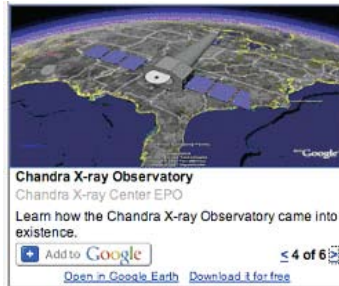 Google
Chandra X-ray Observatory
Chandra X-ray Center EPO
Learn how the Chandra X-ray Observatory came into
existence.
Add to Google
< 4 of 6 >
Open in Google Earth Download it for free